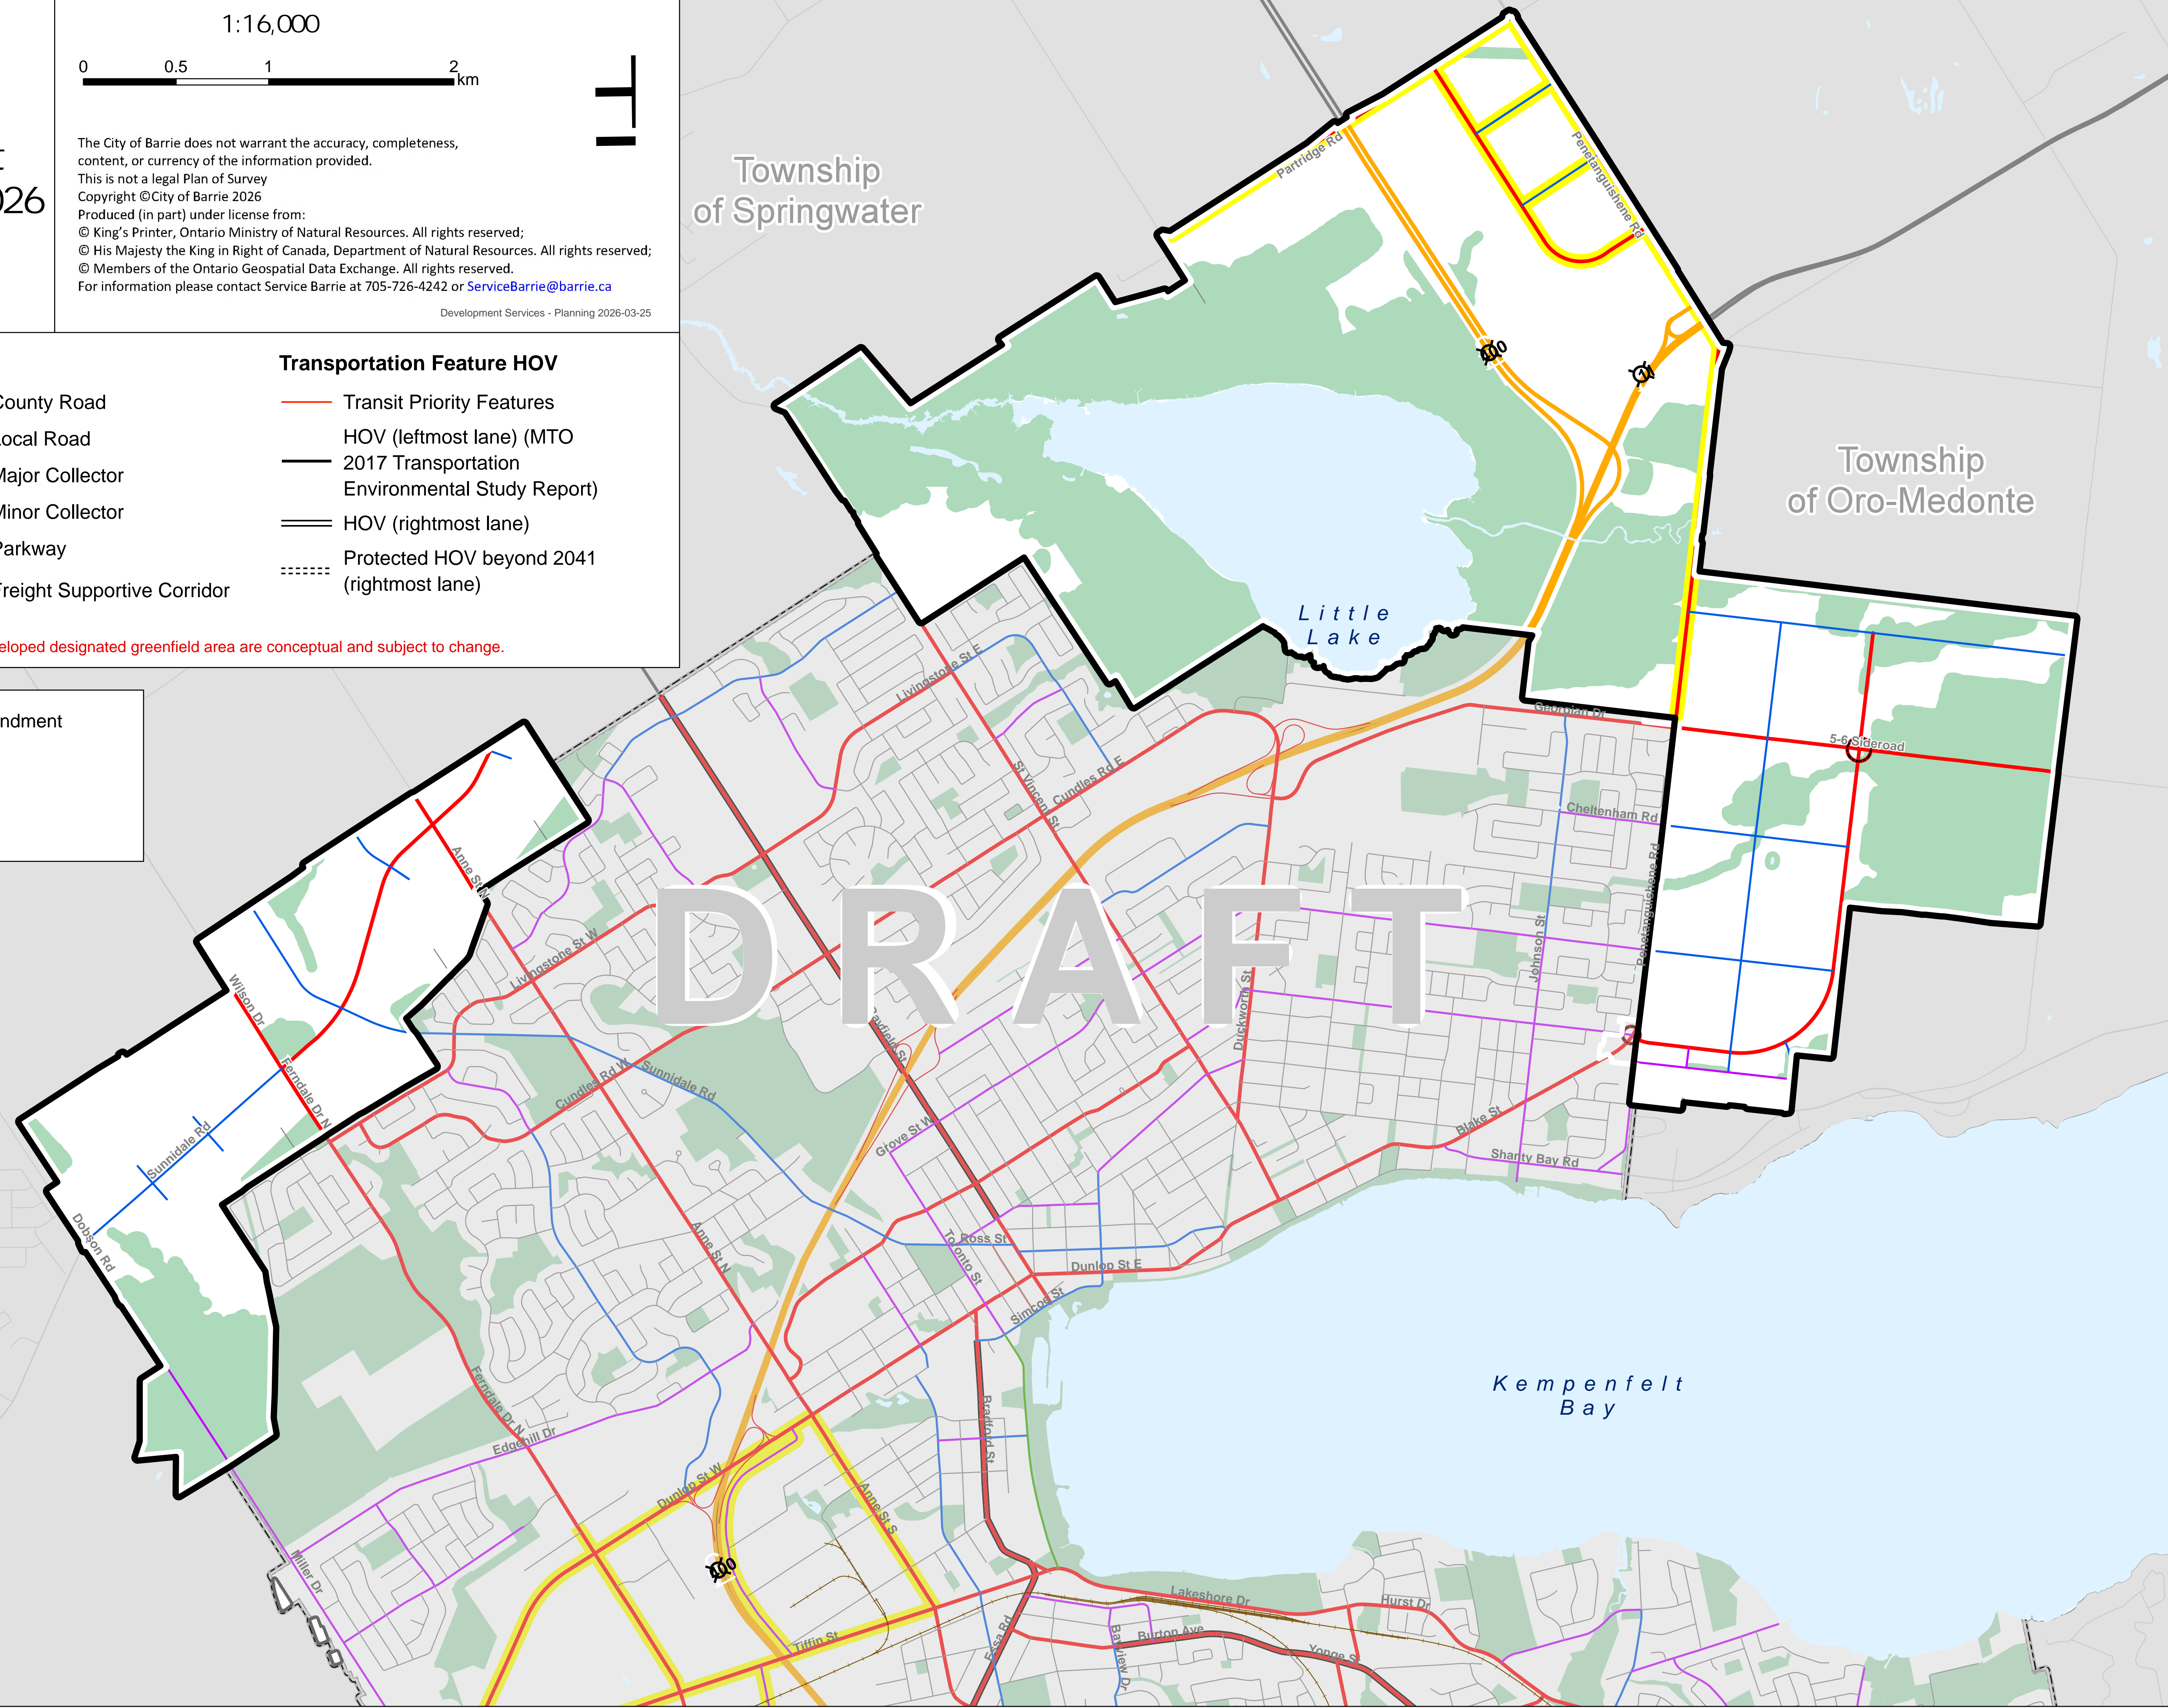 1:16,000
0 0.5 1 2 km
026
The City of Barrie does not warrant the accuracy, completeness,
content, or currency of the information provided.
This is not a legal Plan of Survey
Copyright ©City of Barrie 2026
Produced (in part) under license from:
© King's Printer, Ontario Ministry of Natural Resources. All rights reserved;
© His Majesty the King in Right of Canada, Department of Natural Resources. All rights reserved;
© Members of the Ontario Geospatial Data Exchange. All rights reserved.
For information please contact Service Barrie at 705-726-4242 or ServiceBarrie@barrie.ca
Development Services - Planning 2026-03-25
County Road
Local Road
Major Collector
Minor Collector
Parkway
Freight Supportive Corridor
Transportation Feature HOV
Transit Priority Features
HOV (leftmost lane) (MTO
2017 Transportation
Environmental Study Report)
HOV (rightmost lane)
Protected HOV beyond 2041
(rightmost lane)
eloped designated greenfield area are conceptual and subject to change.
ndment
Township
of Springwater
Township
of Oro-Medonte
Partridge Rd
Penetanguishene Rd
400
11
Little
Lake
Livingstone St E
St Vincent St
Cundles Rd E
Georgian Dr
5-6 Sideroad
Cheltenham Rd
Penetanguishene Rd
Johnson St
Duckworth St
Anne St N
Livingstone St W
Wilson Dr
Ferndale Dr N
Sunnidale Rd
Dobson Rd
DRAFT
Bayfield St
Cundles Rd W
Sunnidale Rd
Grove St W
Blake St
Shanty Bay Rd
Anne St N
Toronto St
Ross St
Dunlop St E
Simcoe St
Kempenfelt
Bay
Ferndale Dr N
Edgehill Dr
Bradford St
Dunlop St W
Anne St S
Miller Dr
400
Tiffin St
Essa Rd
Lakeshore Dr
Hurst Dr
Bayview Dr
Burton Ave
Yonge S